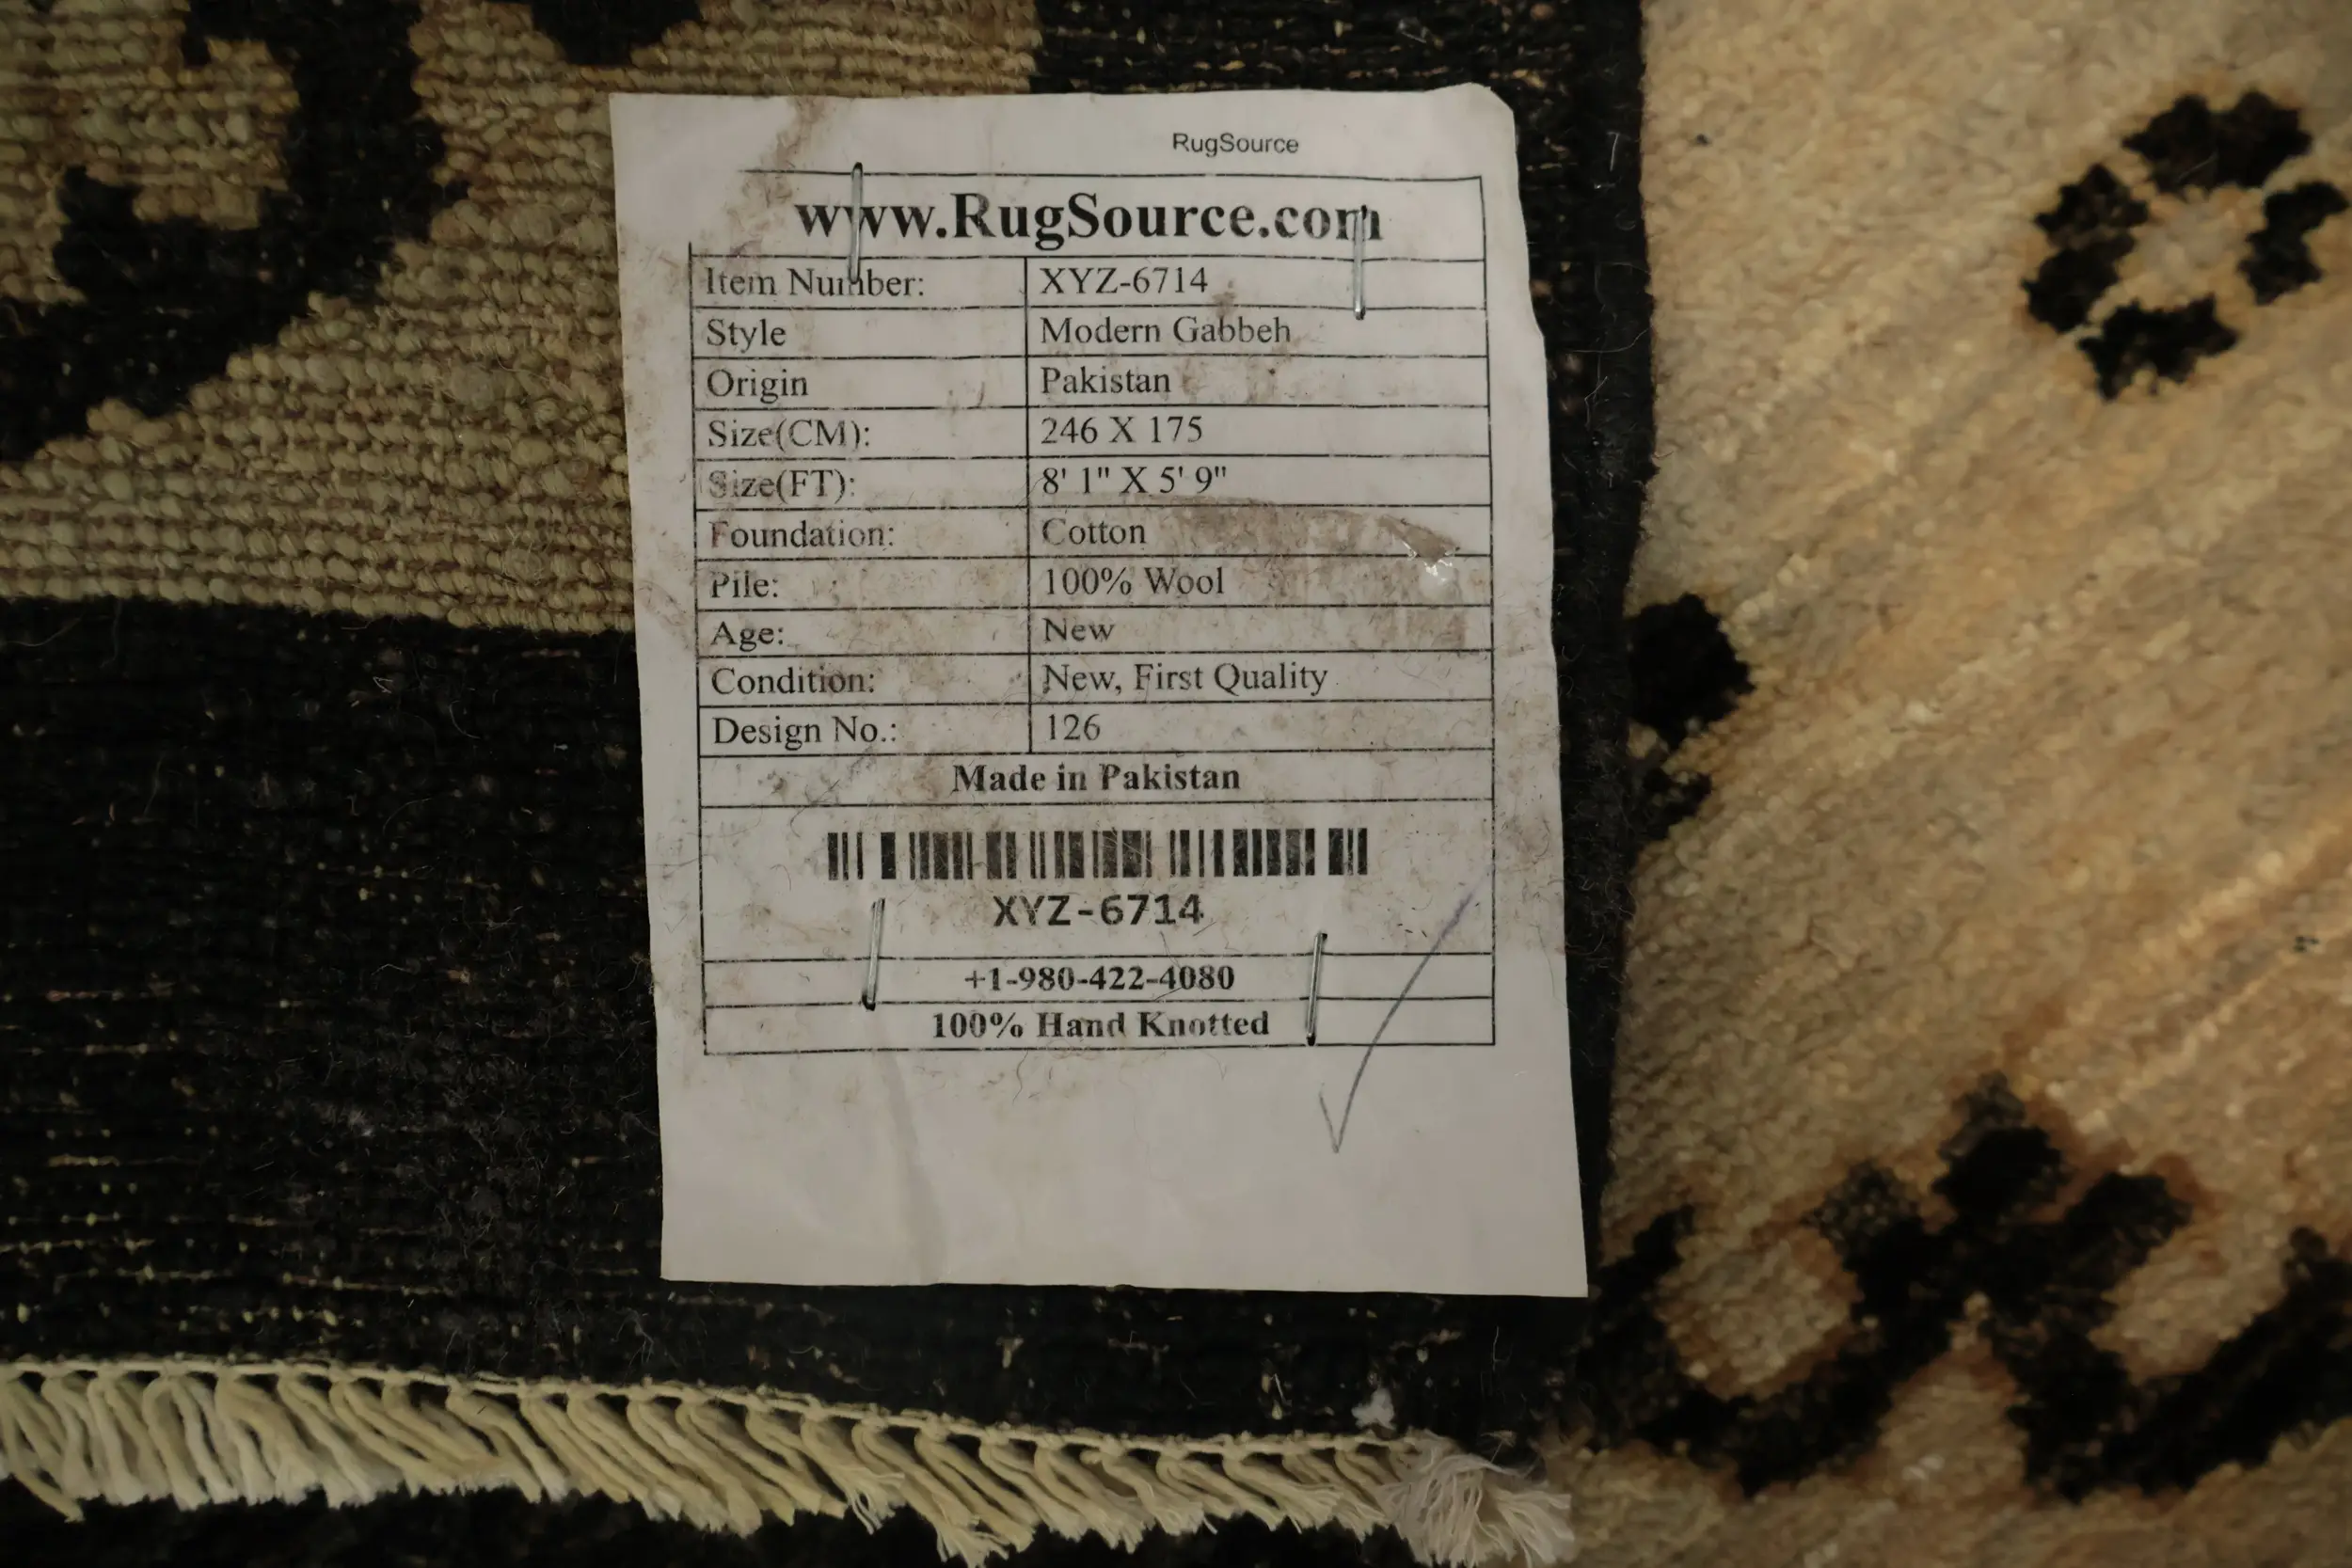 RugSource
www.RugSource.com
Item Number: XYZ-6714
Style Modern Gabbeh
Origin Pakistan
Size(CM): 246 X 175
Size(FT): 8' 1" X 5' 9"
Foundation: Cotton
Pile: 100% Wool
Age: New
Condition: New, First Quality
Design No.: 126
Made in Pakistan
XYZ-6714
+1-980-422-4080
100% Hand Knotted